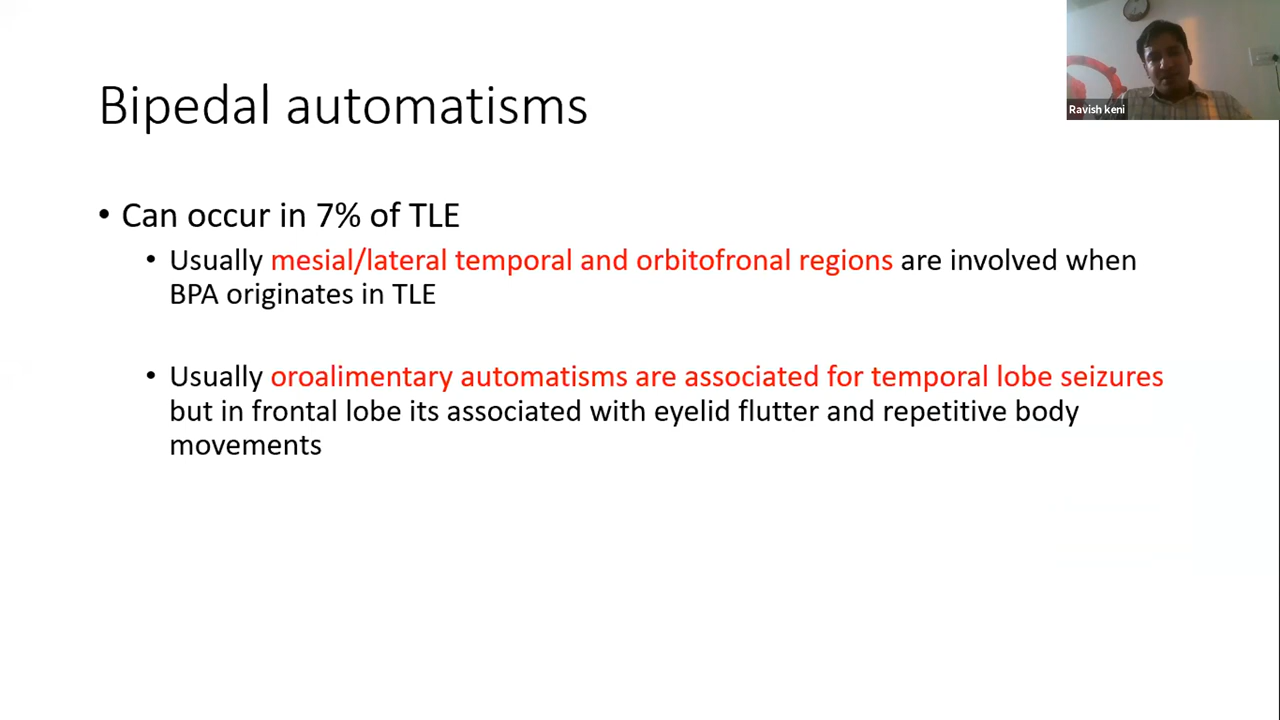 Bipedal automatisms
Ravish keni
• Can occur in 7% of TLE
• Usually mesial/lateral temporal and orbitofronal regions are involved when
BPA originates in TLE
• Usually oroalimentary automatisms are associated for temporal lobe seizures
but in frontal lobe its associated with eyelid flutter and repetitive body
movements